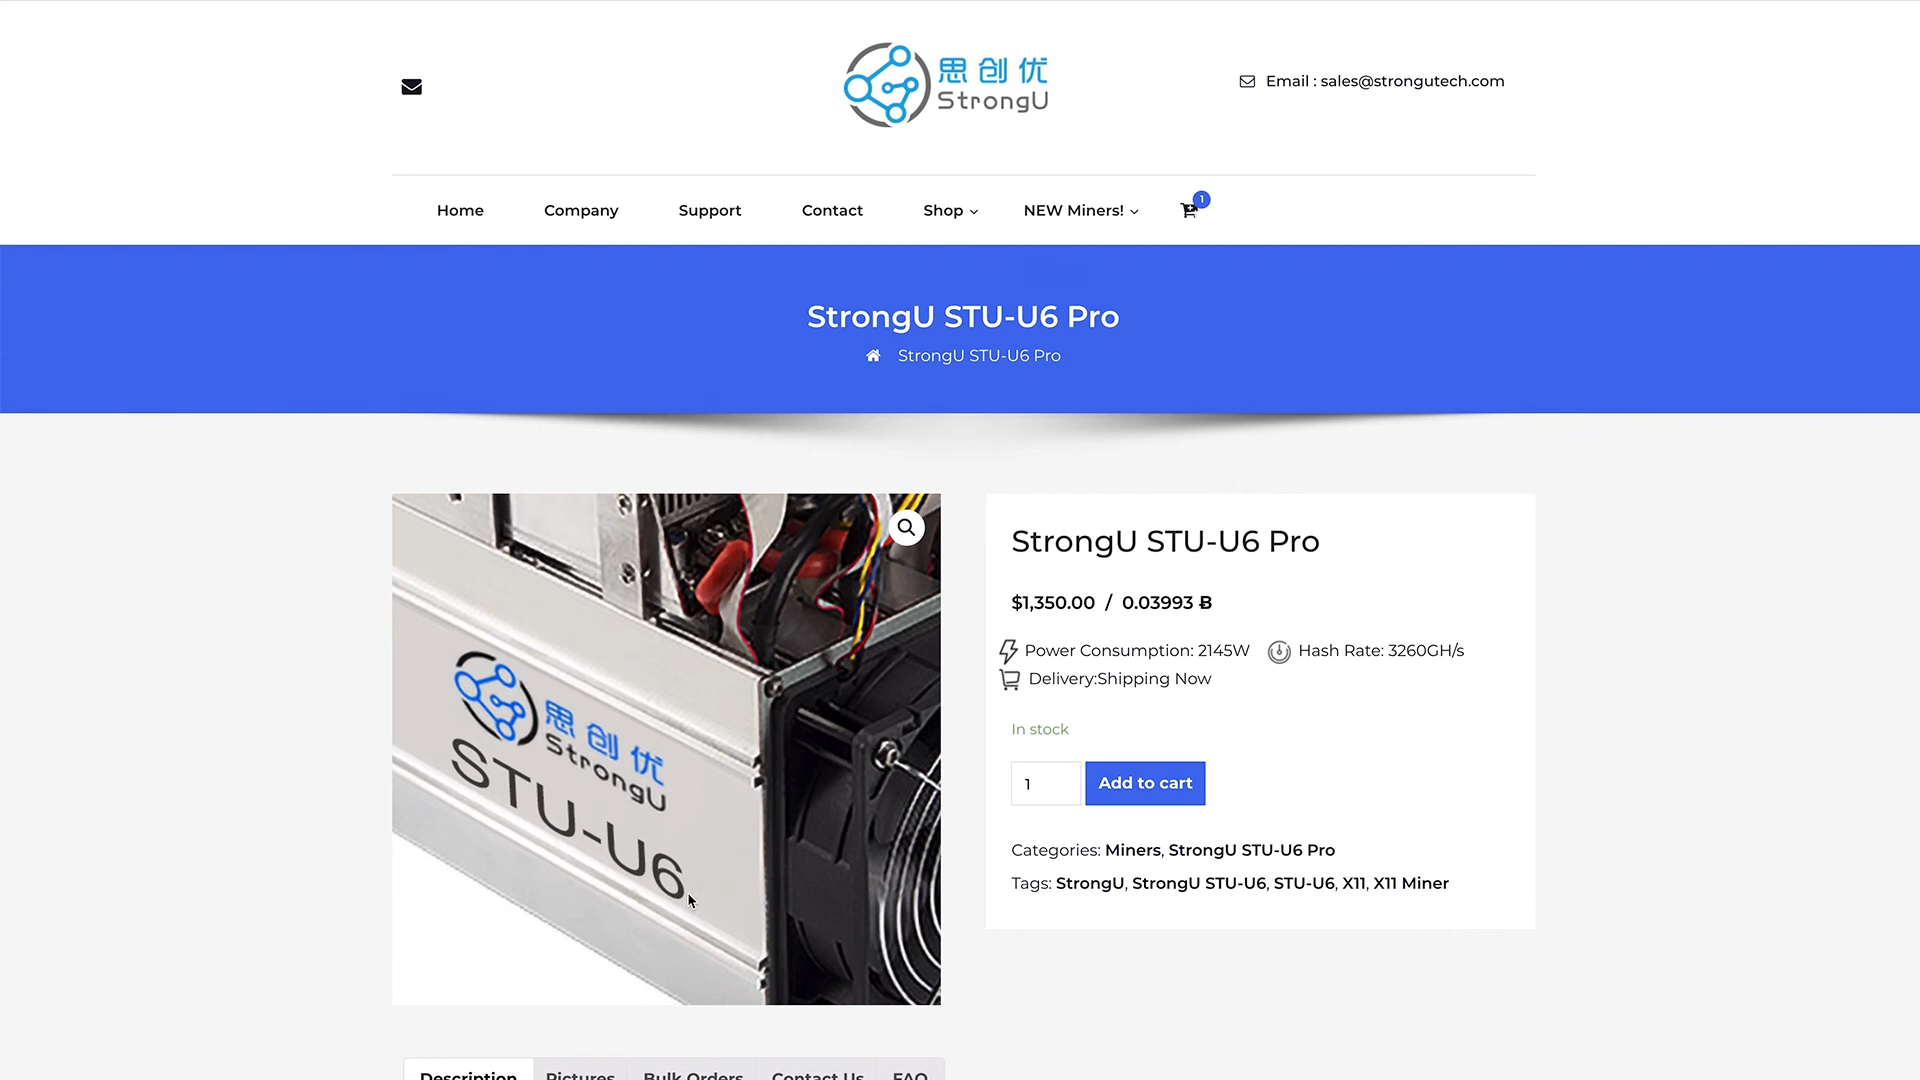 思创优
StrongU
Email : sales@strongutech.com
Home
Company
Support
Contact
Shop
NEW Miners!
1
StrongU STU-U6 Pro
StrongU STU-U6 Pro
思创优
StrongU
STU-U6
StrongU STU-U6 Pro
$1,350.00 / 0.03993 Ƀ
Power Consumption: 2145W
Hash Rate: 3260GH/s
Delivery:Shipping Now
In stock
1
Add to cart
Categories: Miners, StrongU STU-U6 Pro
Tags: StrongU, StrongU STU-U6, STU-U6, X11, X11 Miner
Description
Pictures
Bulk Orders
Contact Us
FAQ